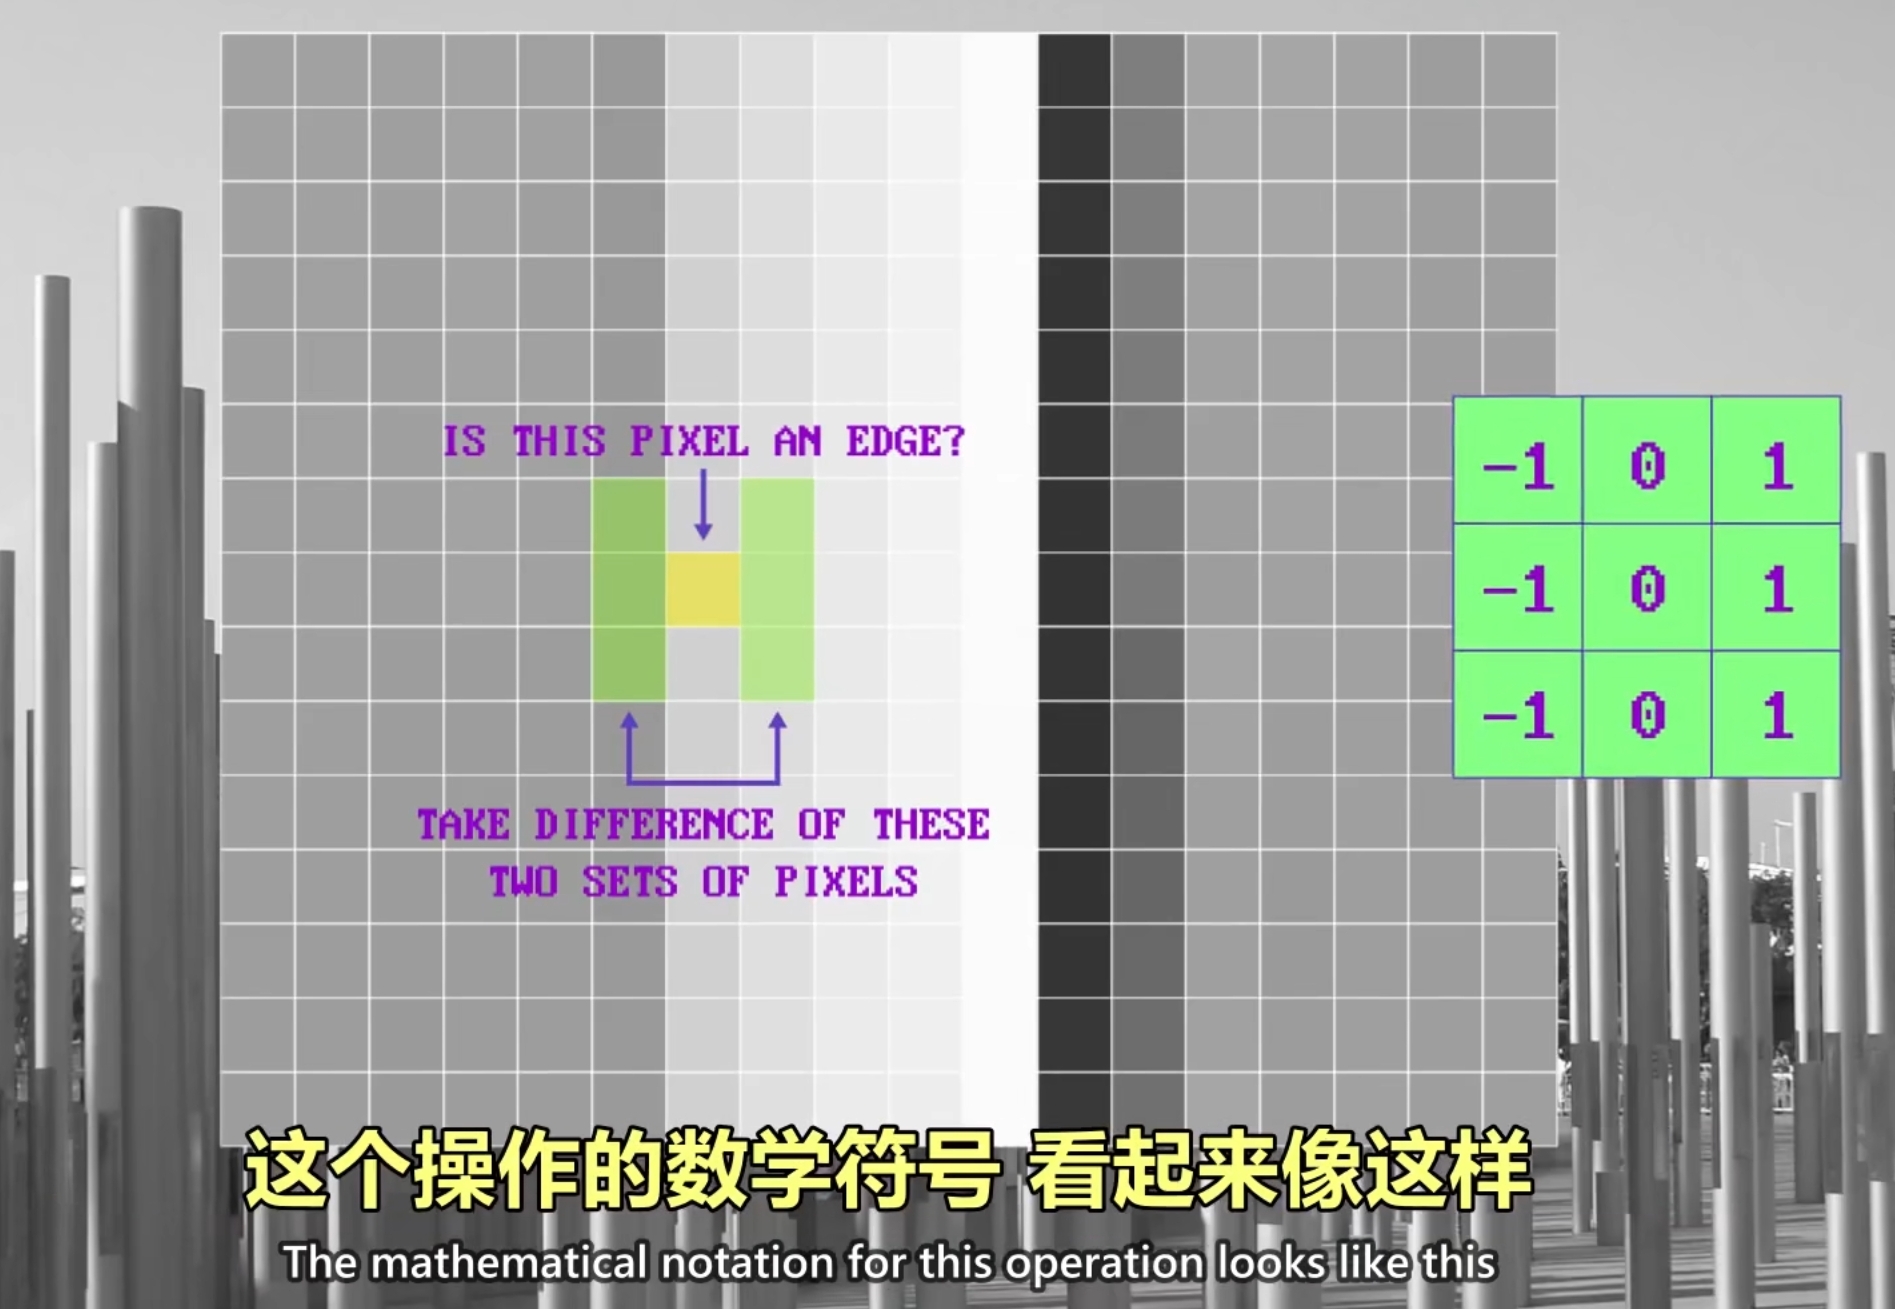 IS THIS PIXEL AN EDGE?
-1 0 1
-1 0 1
-1 0 1
TAKE DIFFERENCE OF THESE
TWO SETS OF PIXELS
这个操作的数学符号 看起来像这样
The mathematical notation for this operation looks like this